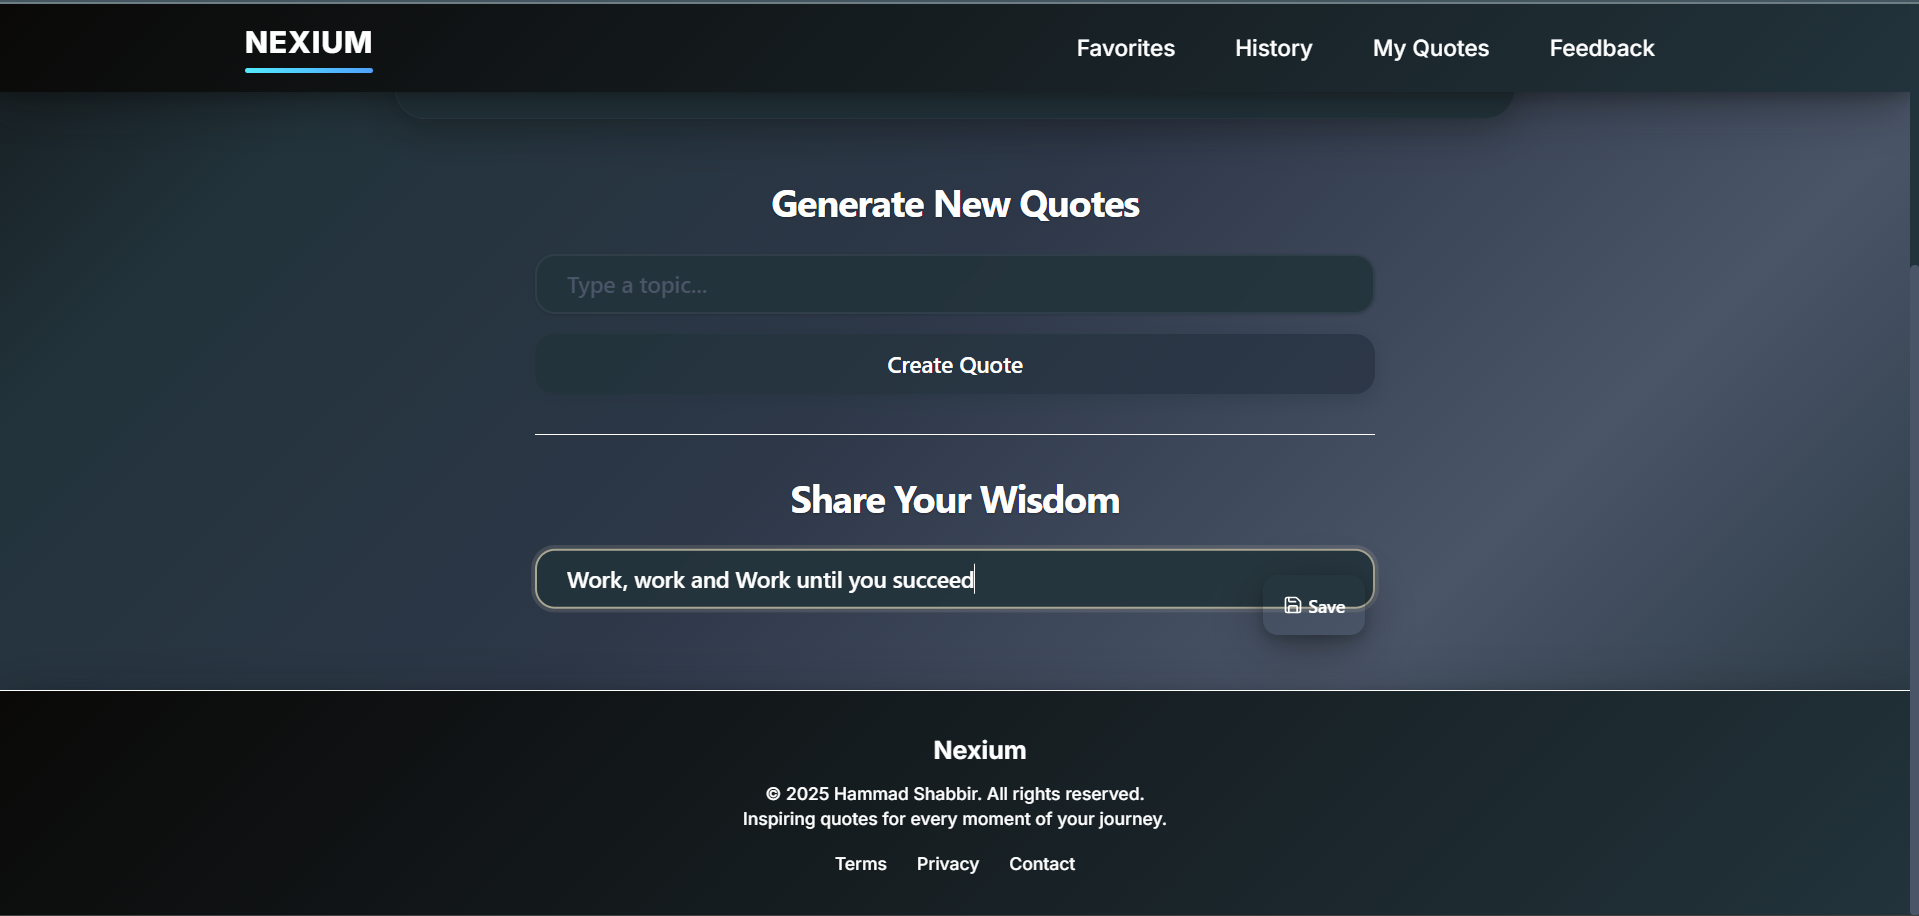 NEXIUM
Favorites
History
My Quotes
Feedback
Generate New Quotes
Type a topic...
Create Quote
Share Your Wisdom
Work, work and Work until you succeed
Save
Nexium
© 2025 Hammad Shabbir. All rights reserved.
Inspiring quotes for every moment of your journey.
Terms
Privacy
Contact